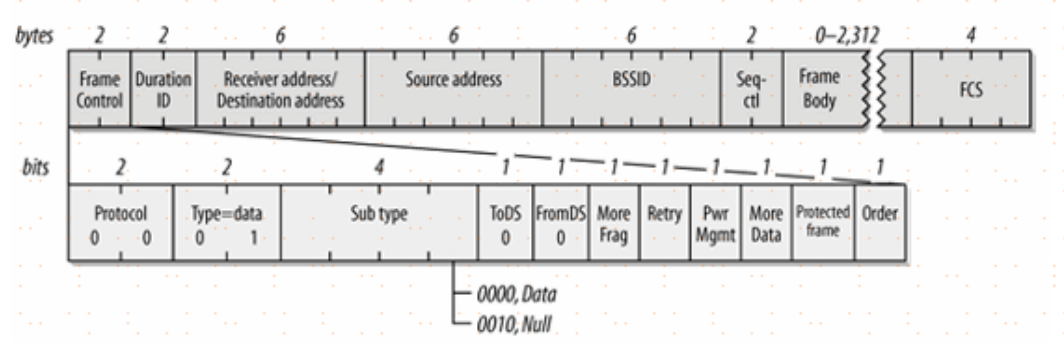 bytes 2 2 6 6 6 2 0–2,312 4
Frame Control Duration ID Receiver address/ Destination address Source address BSSID Seq-ctl Frame Body FCS
bits 2 2 4 1 1 1 1 1 1 1 1
Protocol Type=data Sub type ToDS FromDS More Frag Retry Pwr Mgmt More Data Protected frame Order
0 0 0 1 0 0
0000, Data
0010, Null